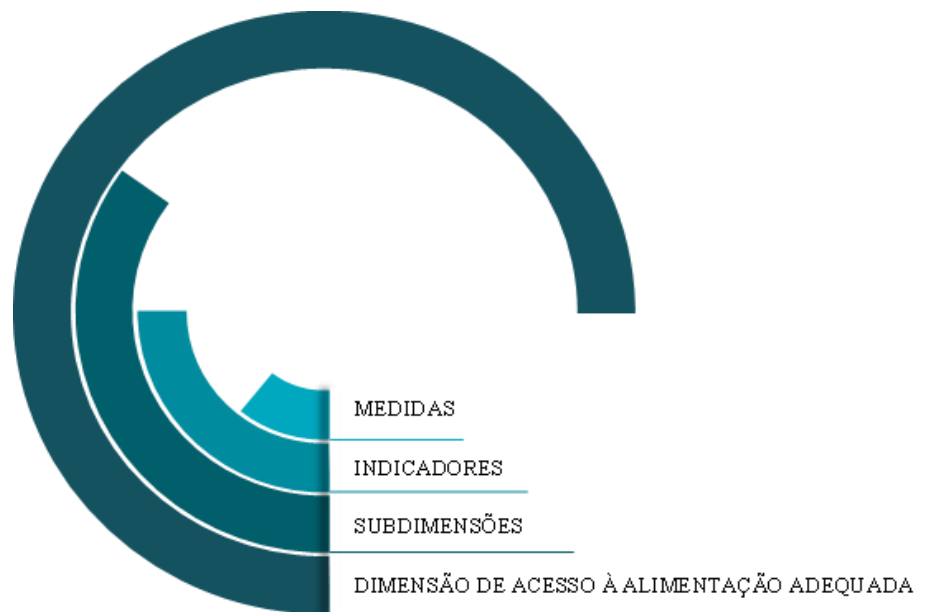 MEDIDAS
INDICADORES
SUBDIMENSÕES
DIMENSÃO DE ACESSO À ALIMENTAÇÃO ADEQUADA